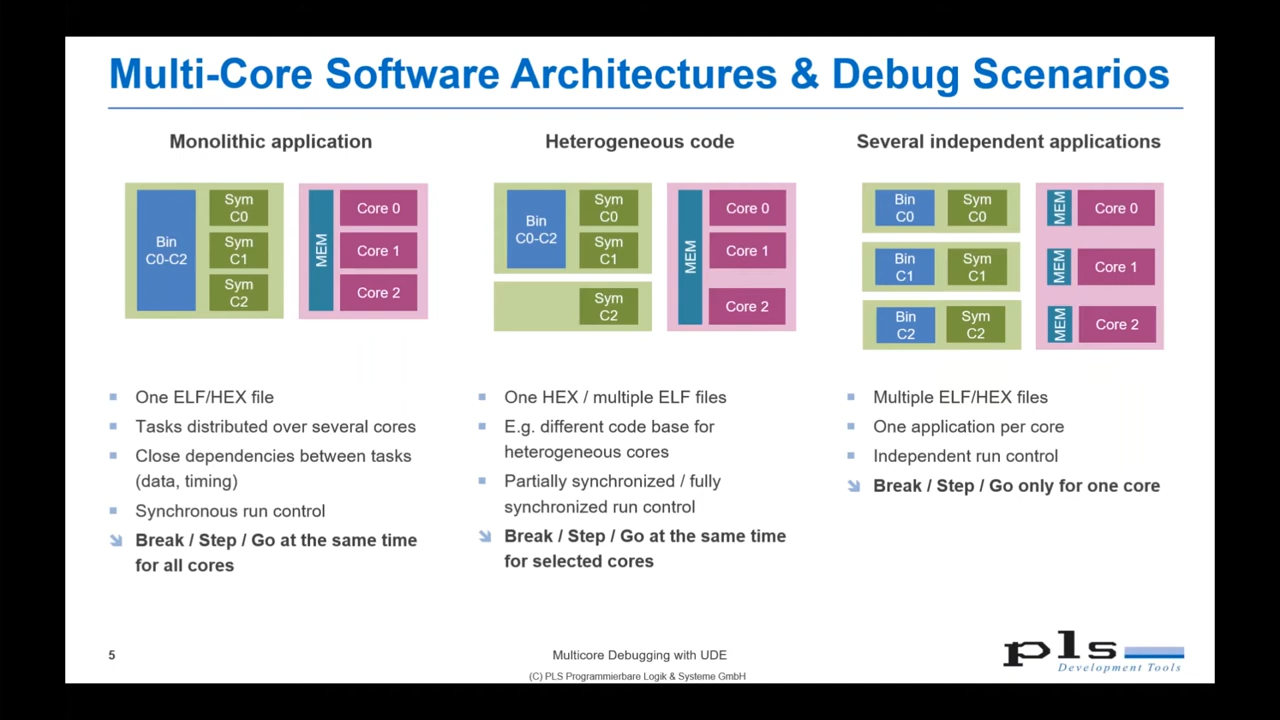 Multi-Core Software Architectures & Debug Scenarios
Monolithic application
Bin
C0-C2
Sym
C0
Sym
C1
Sym
C2
MEM
Core 0
Core 1
Core 2
One ELF/HEX file
Tasks distributed over several cores
Close dependencies between tasks
(data, timing)
Synchronous run control
Break / Step / Go at the same time
for all cores
Heterogeneous code
Bin
C0-C2
Sym
C0
Sym
C1
Sym
C2
MEM
Core 0
Core 1
Core 2
One HEX / multiple ELF files
E.g. different code base for
heterogeneous cores
Partially synchronized / fully
synchronized run control
Break / Step / Go at the same time
for selected cores
Several independent applications
Bin
C0
Sym
C0
MEM
Core 0
Bin
C1
Sym
C1
MEM
Core 1
Bin
C2
Sym
C2
MEM
Core 2
Multiple ELF/HEX files
One application per core
Independent run control
Break / Step / Go only for one core
5
Multicore Debugging with UDE
(C) PLS Programmierbare Logik & Systeme GmbH
pls
Development Tools